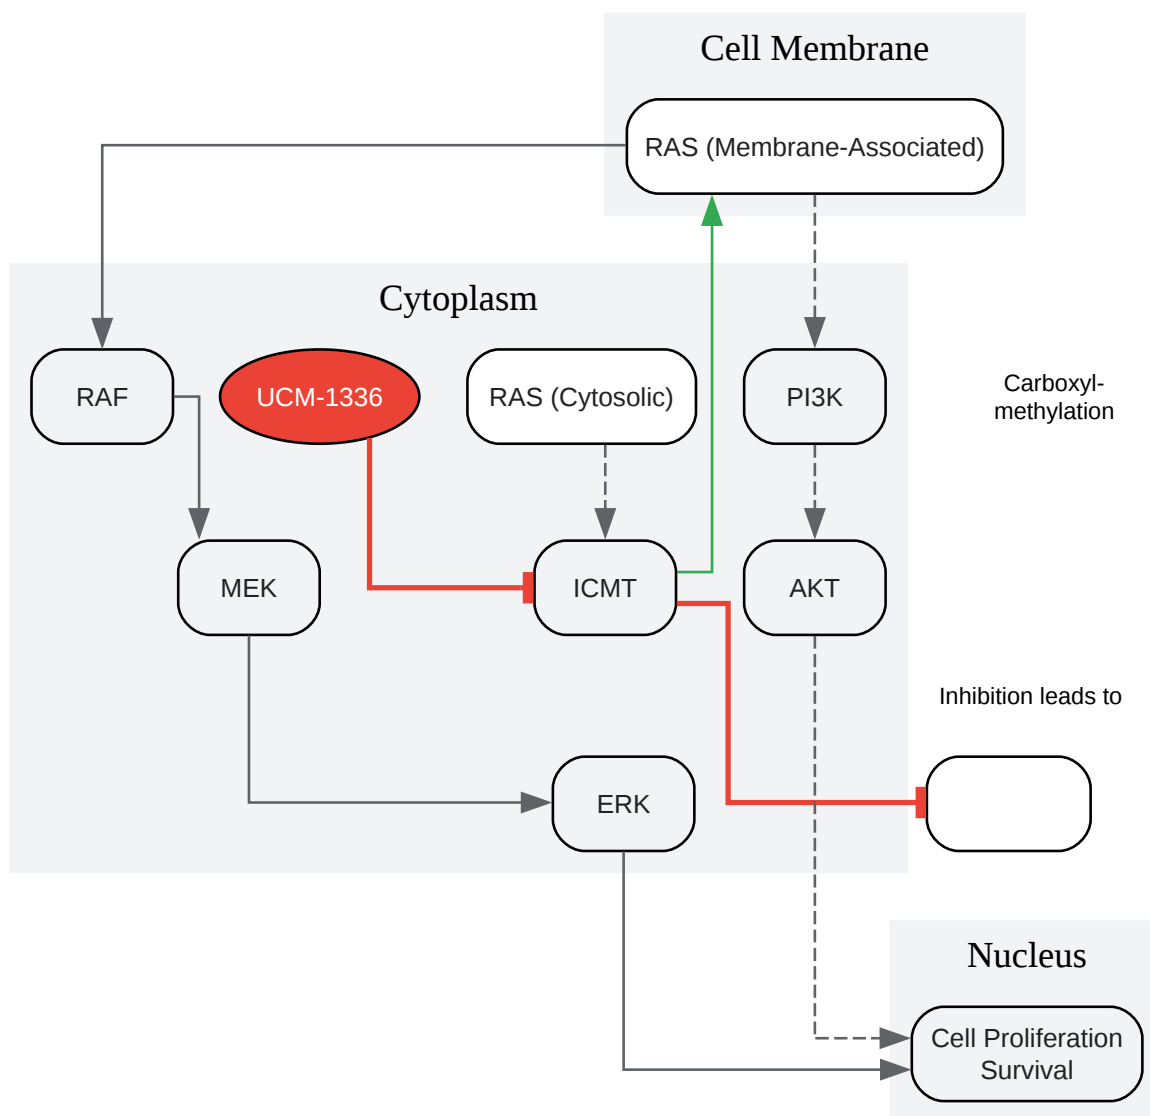 Cell Membrane
RAS (Membrane-Associated)
Cytoplasm
RAF
UCM-1336
RAS (Cytosolic)
PI3K
Carboxyl-
methylation
MEK
ICMT
AKT
Inhibition leads to
ERK
Nucleus
Cell Proliferation
Survival